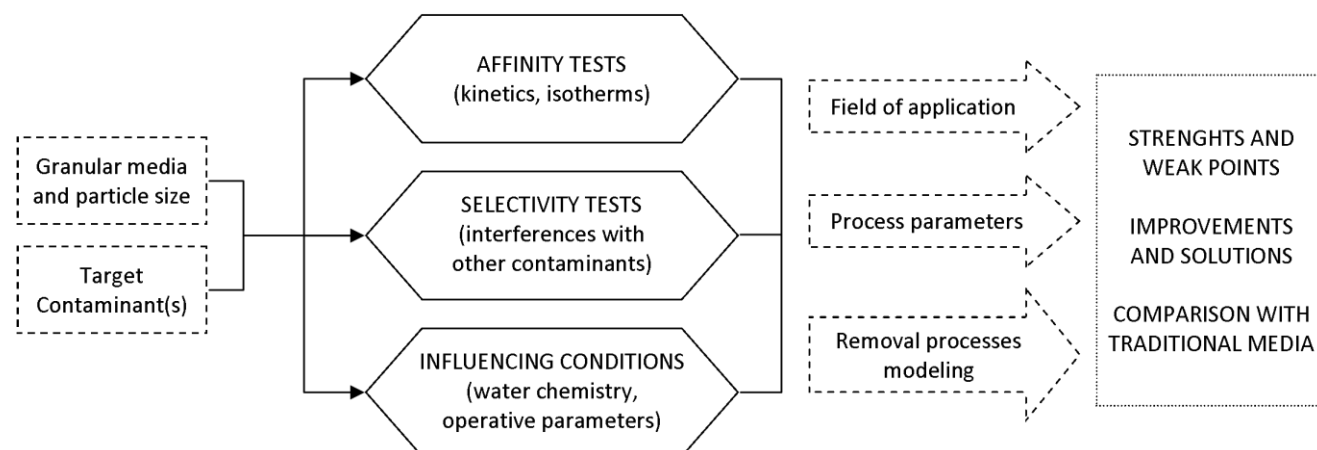 Granular media
and particle size
Target
Contaminant(s)
AFFINITY TESTS
(kinetics, isotherms)
SELECTIVITY TESTS
(interferences with
other contaminants)
INFLUENCING CONDITIONS
(water chemistry,
operative parameters)
Field of application
Process parameters
Removal processes
modeling
STRENGHTS AND
WEAK POINTS
IMPROVEMENTS
AND SOLUTIONS
COMPARISON WITH
TRADITIONAL MEDIA